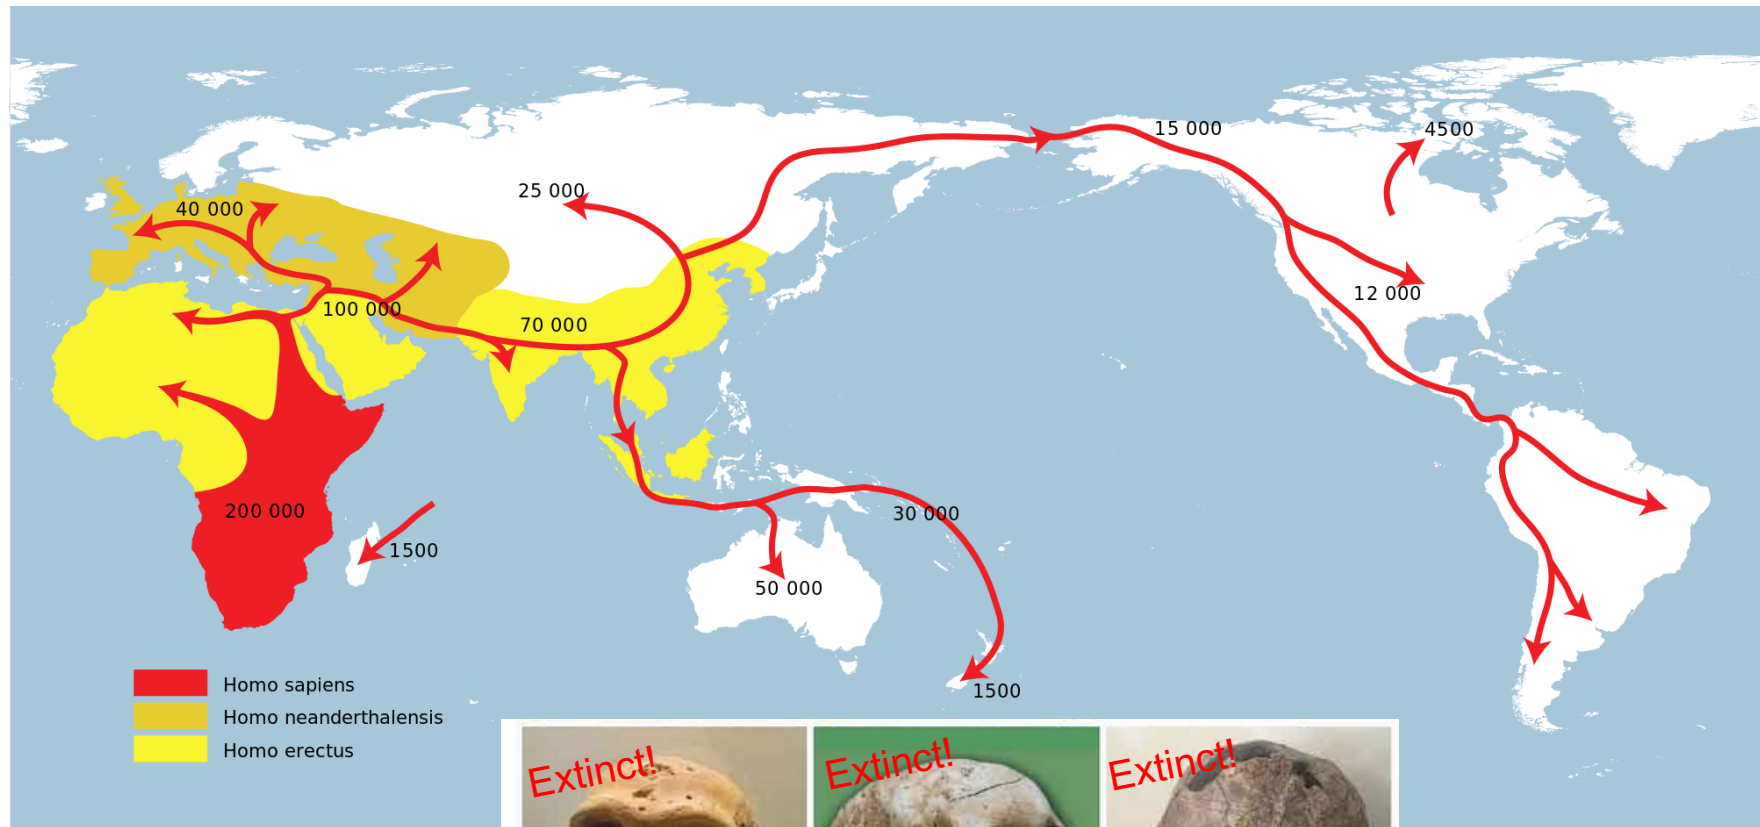 15 000
4500
25 000
40 000
12 000
100 000
70 000
200 000
30 000
1500
50 000
1500
Homo sapiens
Homo neanderthalensis
Homo erectus
Extinct!
Extinct!
Extinct!